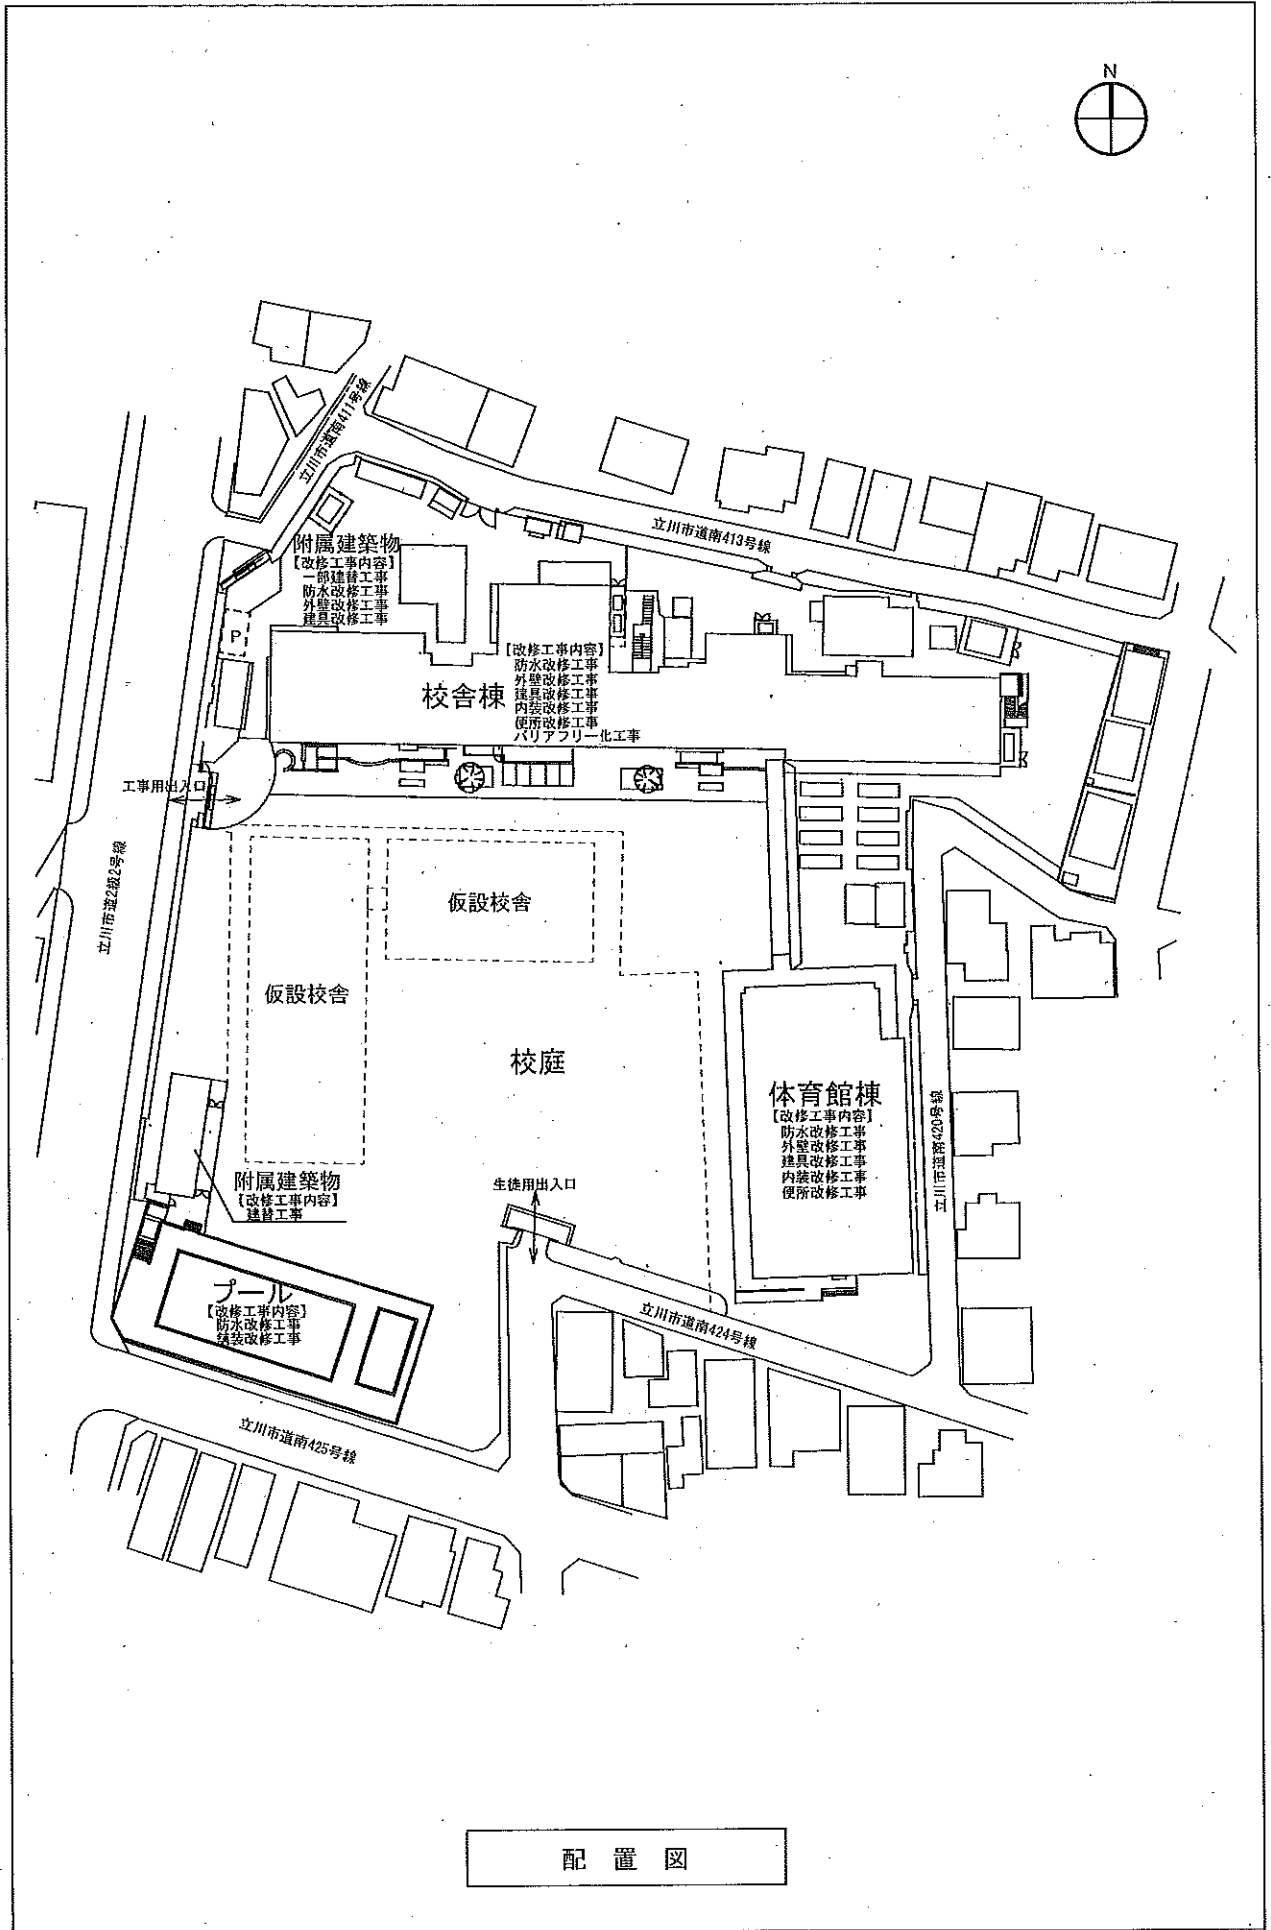 N
立川市道南411号線
立川市道南413号線
附属建築物
【改修工事内容】
一部建替工事
防水改修工事
外壁改修工事
建具改修工事
P
校舎棟
【改修工事内容】
防水改修工事
外壁改修工事
建具改修工事
内装改修工事
便所改修工事
バリアフリー化工事
工事用出入口
立川市道2級2号線
仮設校舎
仮設校舎
校庭
体育館棟
【改修工事内容】
防水改修工事
外壁改修工事
建具改修工事
内装改修工事
便所改修工事
立川市道南420号線
附属建築物
【改修工事内容】
建替工事
生徒用出入口
プール
【改修工事内容】
防水改修工事
舗装改修工事
立川市道南424号線
立川市道南425号線
配置図